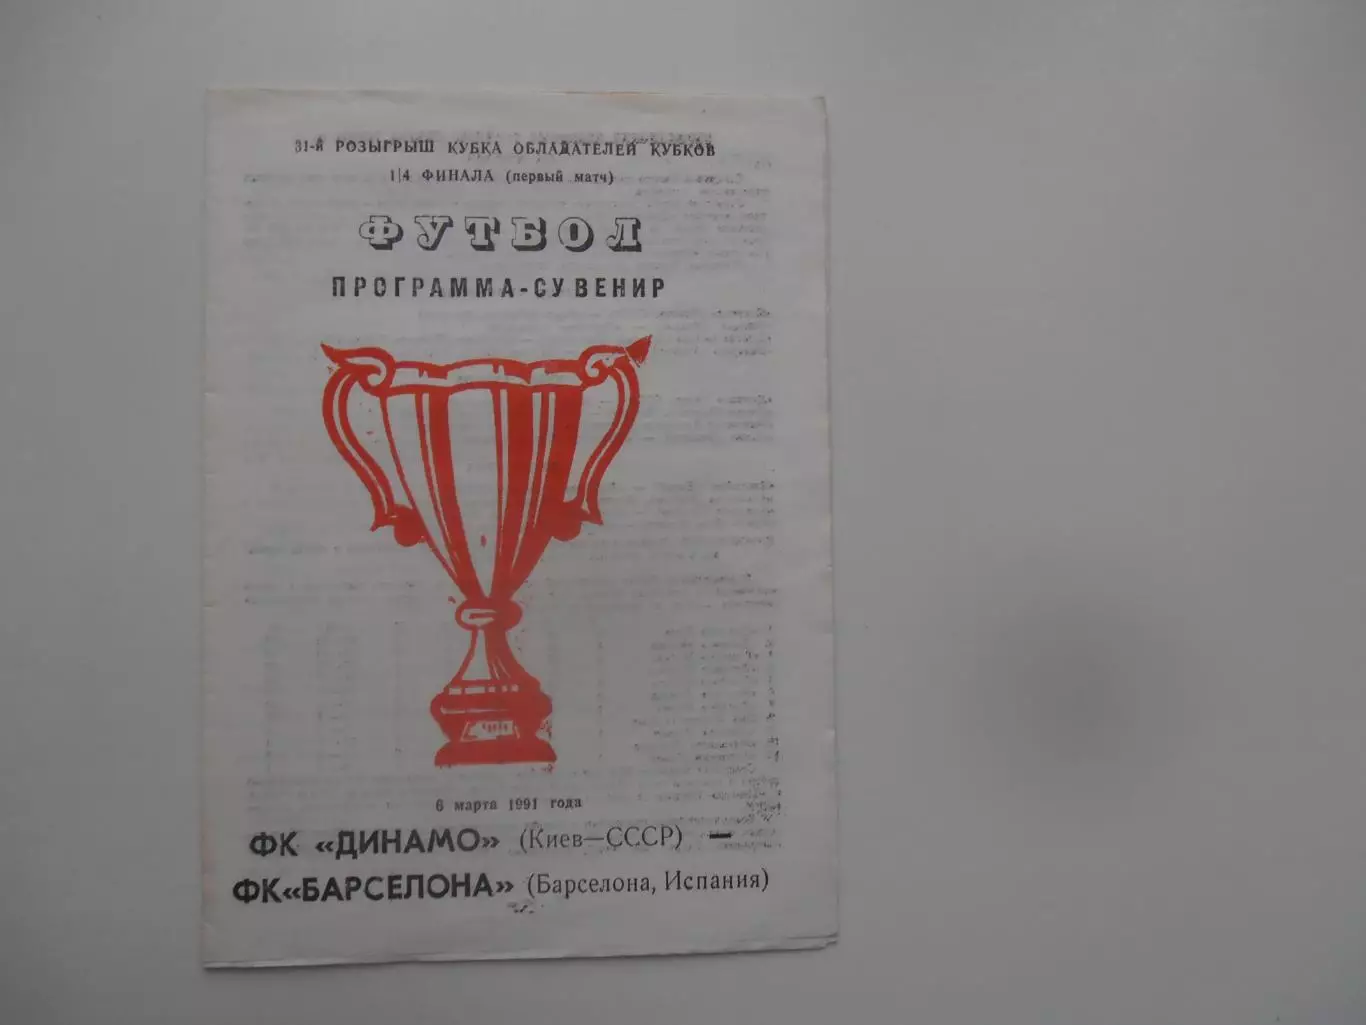 31-й РОЗЫГРЫШ КУБКА ОБЛАДАТЕЛЕЙ КУБКОВ
1|4 ФИНАЛА (первый матч)
ФУТБОЛ
ПРОГРАММА-СУВЕНИР
6 марта 1991 года
ФК «ДИНАМО» (Киев—СССР) —
ФК«БАРСЕЛОНА» (Барселона, Испания)